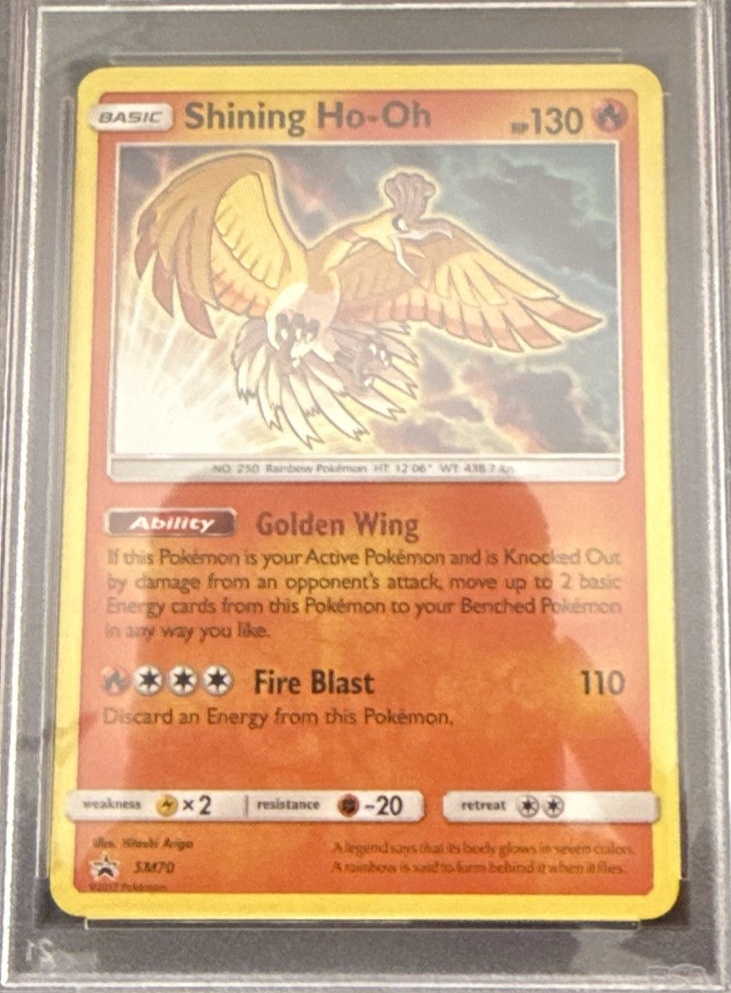 BASIC Shining Ho-Oh HP130
NO. 250 Rainbow Pokémon HT: 12'06" WT: 438.7 lbs.
Ability Golden Wing
If this Pokémon is your Active Pokémon and is Knocked Out
by damage from an opponent's attack, move up to 2 basic
Energy cards from this Pokémon to your Benched Pokémon
in any way you like.
Fire Blast 110
Discard an Energy from this Pokémon.
weakness ×2 resistance -20 retreat
illus. Hitoshi Ariga
A legend says that its body glows in seven colors.
SM70
A rainbow is said to form behind it when it flies.
©2017 Pokémon